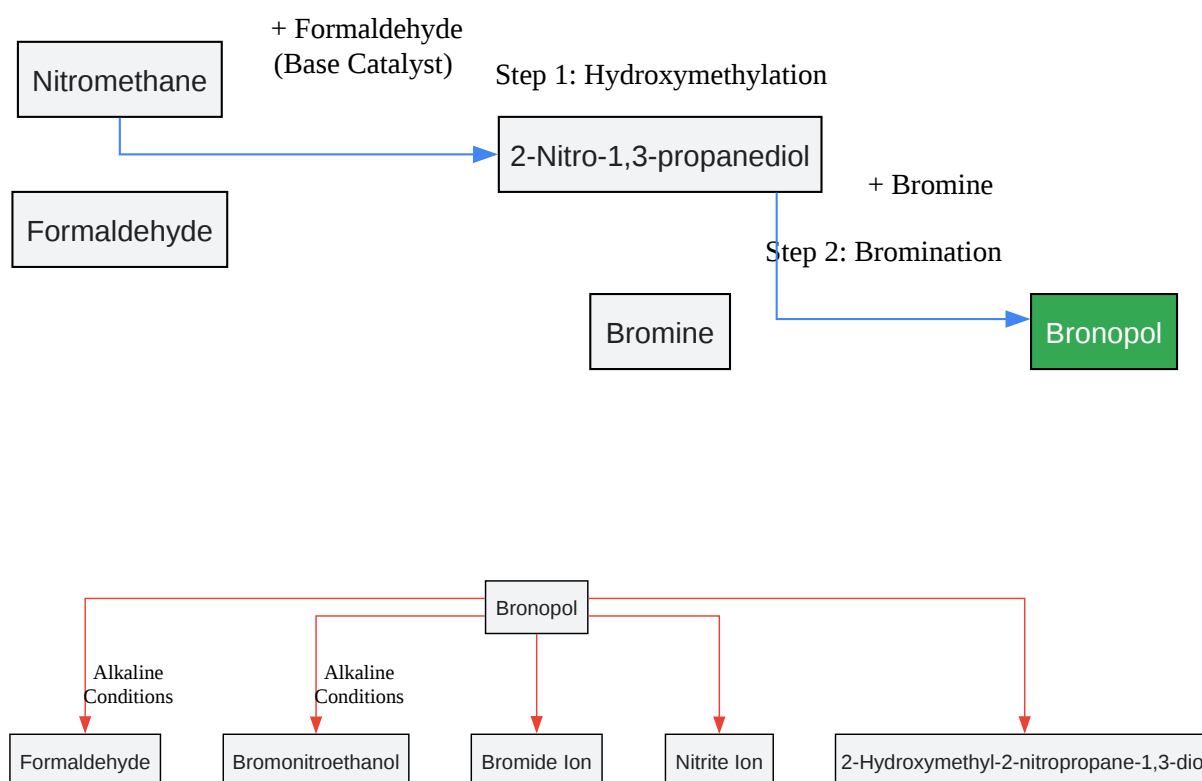 + Formaldehyde
(Base Catalyst)
Nitromethane
Step 1: Hydroxymethylation
2-Nitro-1,3-propanediol
+ Bromine
Formaldehyde
Step 2: Bromination
Bromine
Bronopol
Bronopol
Alkaline
Conditions
Alkaline
Conditions
Formaldehyde
Bromonitroethanol
Bromide Ion
Nitrite Ion
2-Hydroxymethyl-2-nitropropane-1,3-dio